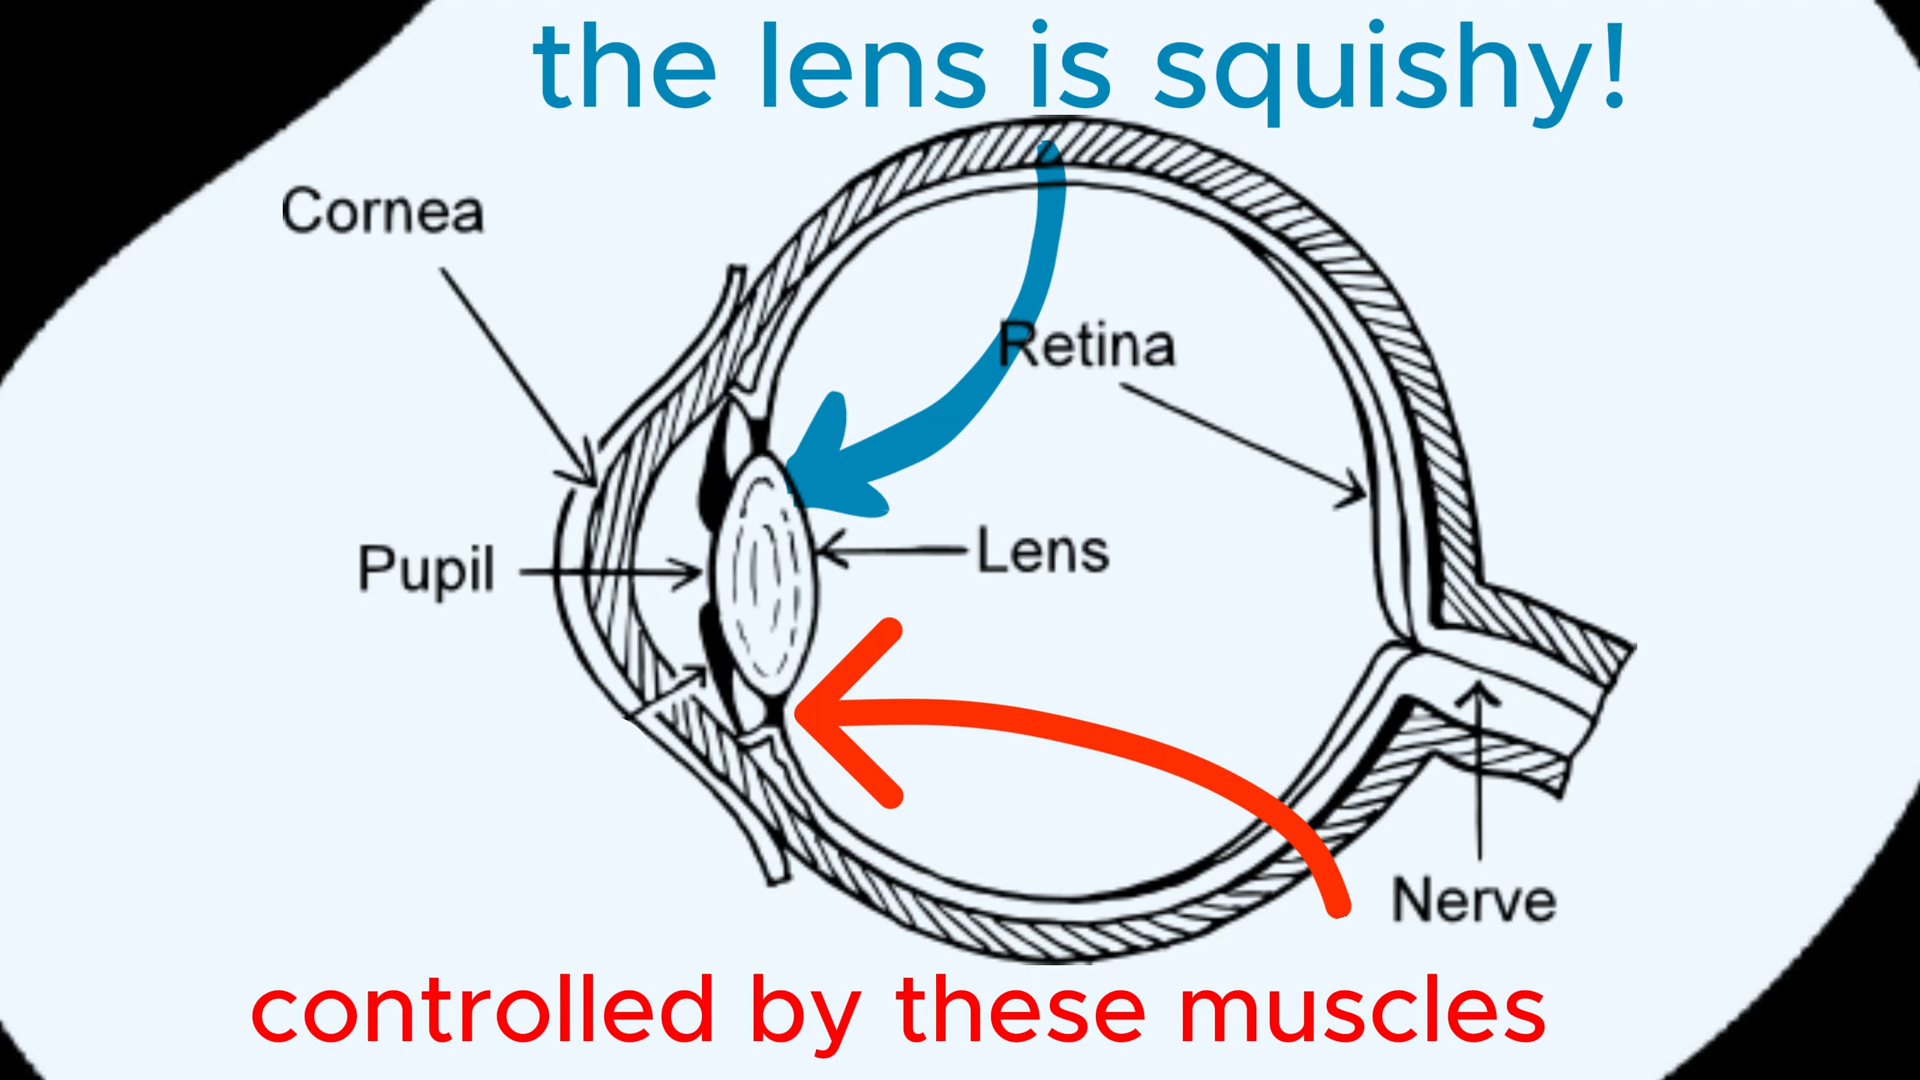 the lens is squishy!
Cornea
Retina
Lens
Pupil
Nerve
controlled by these muscles